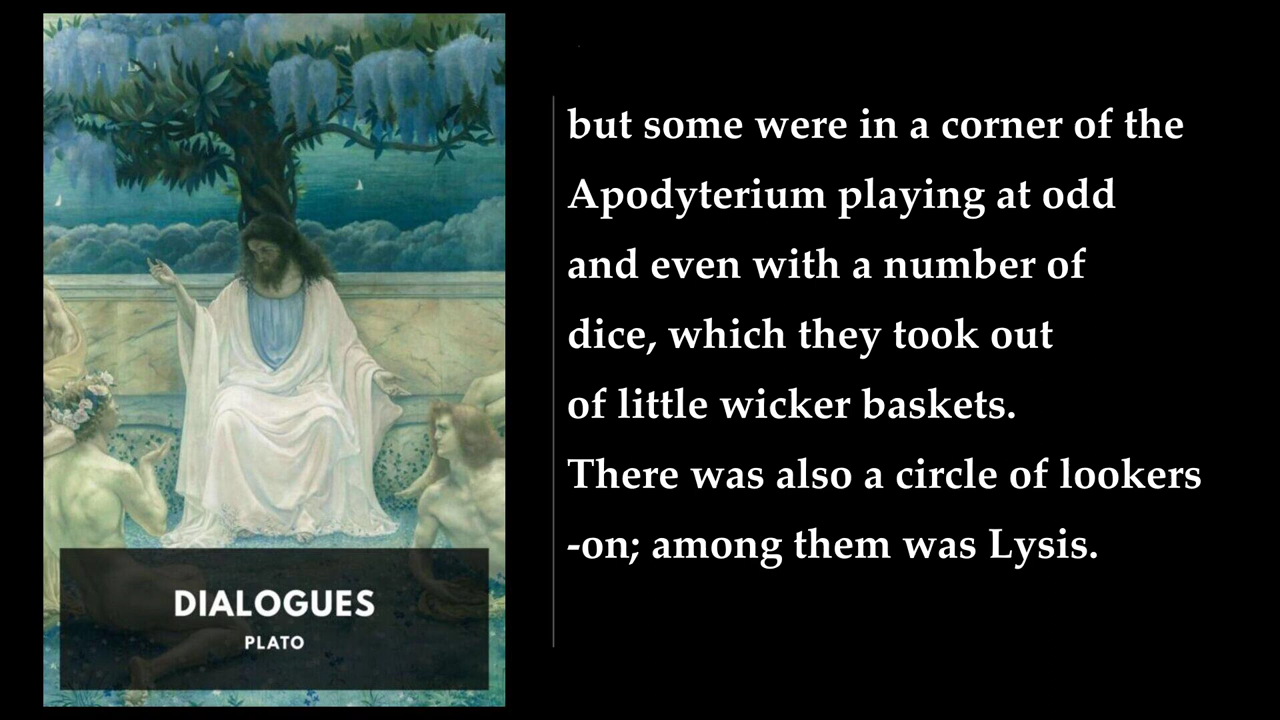 DIALOGUES
PLATO
but some were in a corner of the
Apodyterium playing at odd
and even with a number of
dice, which they took out
of little wicker baskets.
There was also a circle of lookers
-on; among them was Lysis.